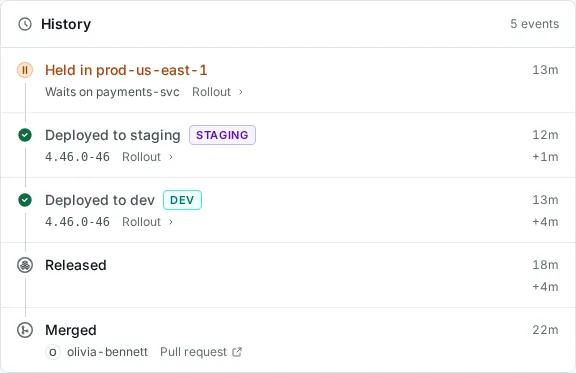 History 5 events
Held in prod-us-east-1 13m
Waits on payments-svc Rollout
Deployed to staging STAGING 12m
4.46.0-46 Rollout +1m
Deployed to dev DEV 13m
4.46.0-46 Rollout +4m
Released 18m
+4m
Merged 22m
O olivia-bennett Pull request